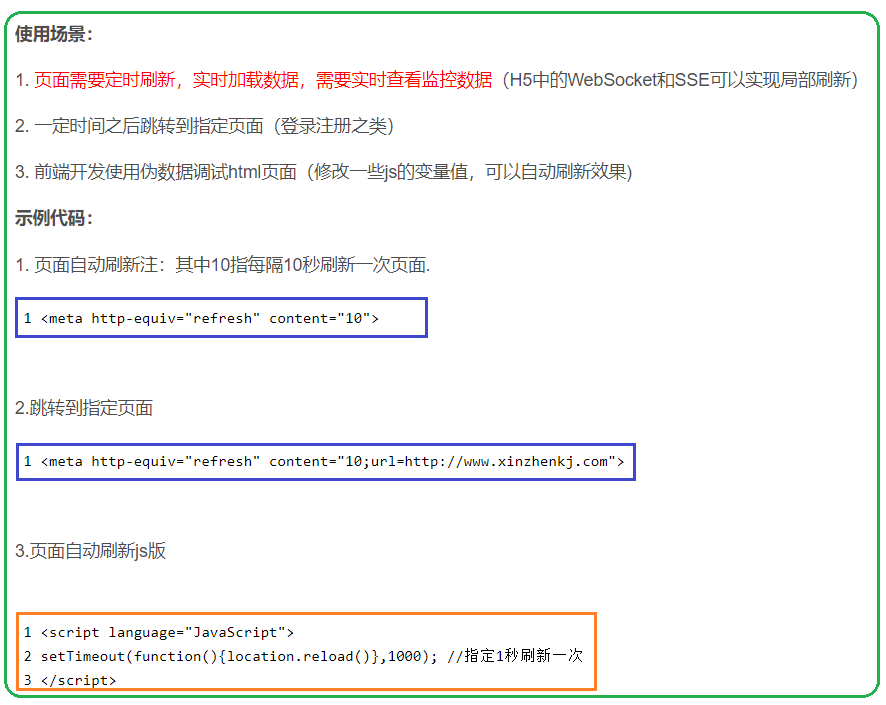 使用场景：
1. 页面需要定时刷新，实时加载数据，需要实时查看监控数据（H5中的WebSocket和SSE可以实现局部刷新）
2. 一定时间之后跳转到指定页面（登录注册之类）
3. 前端开发使用伪数据调试html页面（修改一些js的变量值，可以自动刷新效果)
示例代码：
1. 页面自动刷新注：其中10指每隔10秒刷新一次页面.
1 <meta http-equiv="refresh" content="10">
2.跳转到指定页面
1 <meta http-equiv="refresh" content="10;url=http://www.xinzhenkj.com">
3.页面自动刷新js版
1 <script language="JavaScript">
2 setTimeout(function(){location.reload()},1000); //指定1秒刷新一次
3 </script>